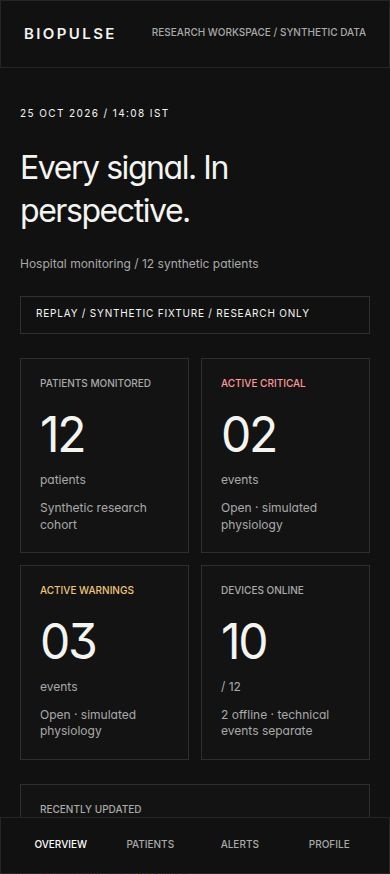 BIOPULSE
RESEARCH WORKSPACE / SYNTHETIC DATA
25 OCT 2026 / 14:08 IST
Every signal. In
perspective.
Hospital monitoring / 12 synthetic patients
REPLAY / SYNTHETIC FIXTURE / RESEARCH ONLY
PATIENTS MONITORED
12
patients
Synthetic research
cohort
ACTIVE CRITICAL
02
events
Open · simulated
physiology
ACTIVE WARNINGS
03
events
Open · simulated
physiology
DEVICES ONLINE
10
/ 12
2 offline · technical
events separate
RECENTLY UPDATED
OVERVIEW
PATIENTS
ALERTS
PROFILE